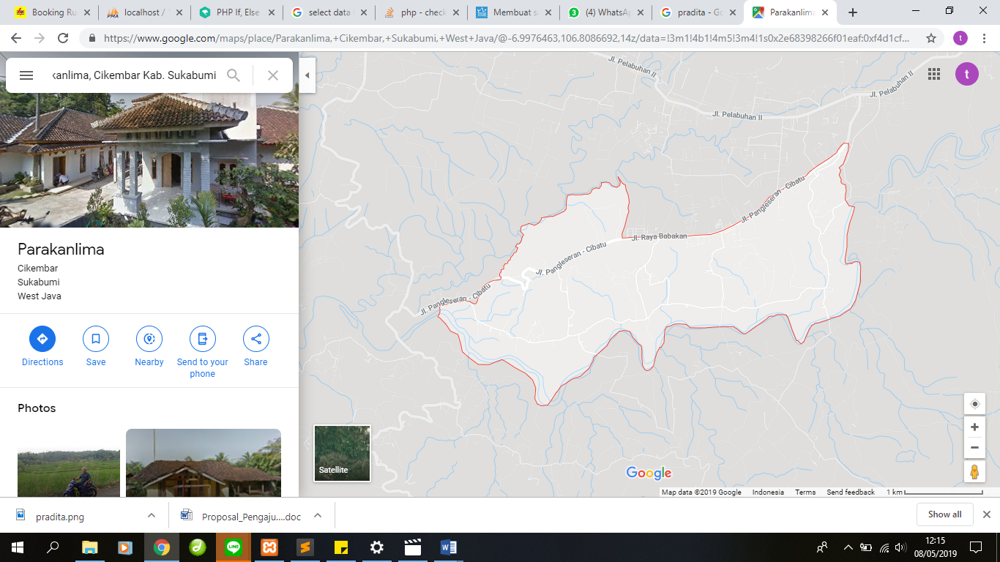 Booking Ru
localhost /
PHP If, Else
select data
php - check
Membuat s
(4) WhatsA
pradita - Go
Parakanlima
https://www.google.com/maps/place/Parakanlima,+Cikembar,+Sukabumi,+West+Java/@-6.9976463,106.8086692,14z/data=!3m1!4b1!4m5!3m4!1s0x2e68398266f01eaf:0xf4d1cf...
t
anlima, Cikembar Kab. Sukabumi
t
Parakanlima
Cikembar
Sukabumi
West Java
Directions
Save
Nearby
Send to your
phone
Share
Photos
Jl. Pelabuhan II
Jl. Pelabuhan II
Jl. Pelabuhan II
Jl. Pangleseran - Cibatu
Jl. Raya Babakan
Jl. Pangleseran - Cibatu
Jl. Pangleseran - Cibatu
Satellite
Google
Map data ©2019 Google
Indonesia
Terms
Send feedback
1 km
pradita.png
Proposal_Pengaju....doc
Show all
LINE
12:15
08/05/2019